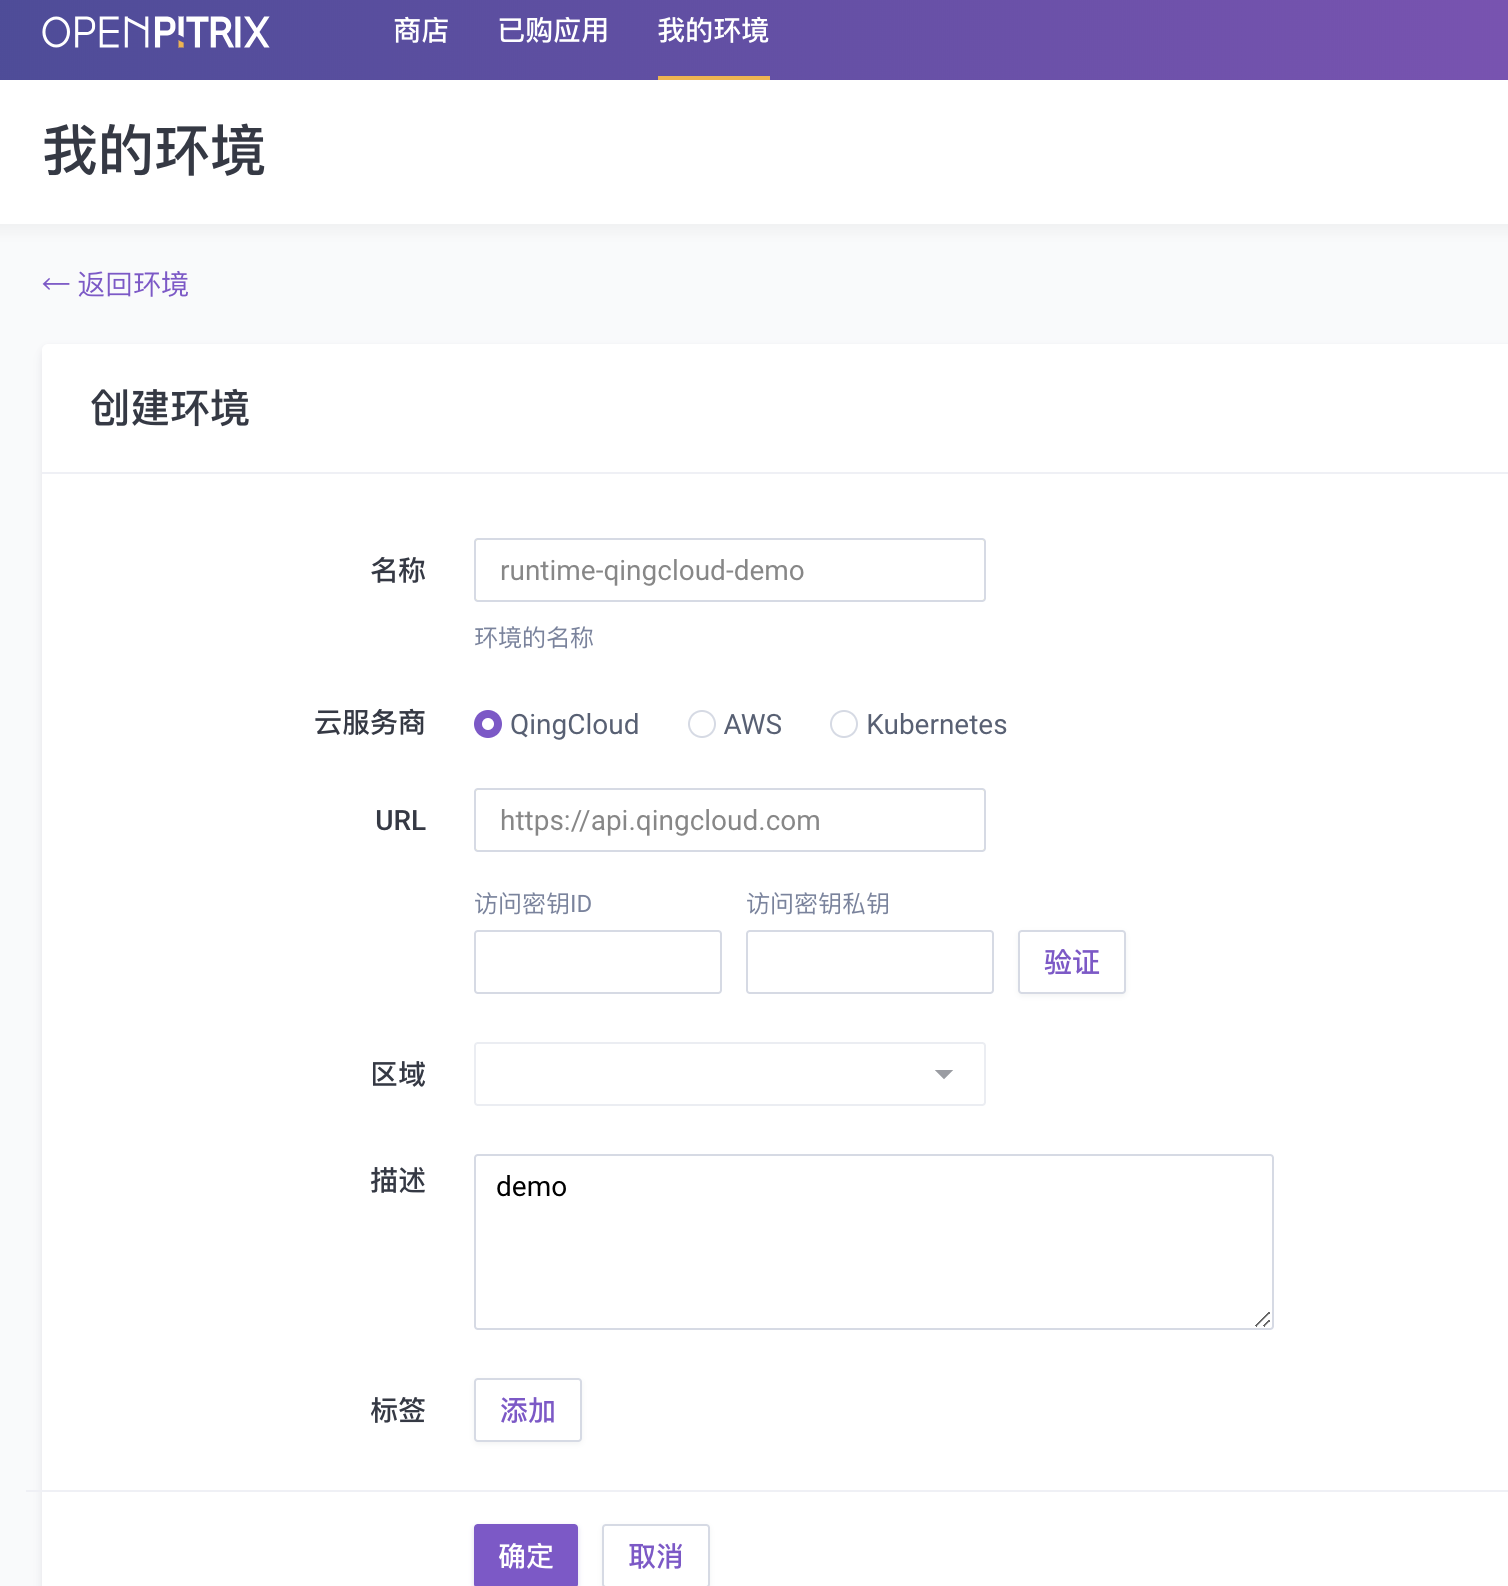 OPENPITRIX 商店 已购应用 我的环境
我的环境
← 返回环境
创建环境
名称 runtime-qingcloud-demo
环境的名称
云服务商 QingCloud AWS Kubernetes
URL https://api.qingcloud.com
访问密钥ID 访问密钥私钥
验证
区域
描述 demo
标签 添加
确定 取消